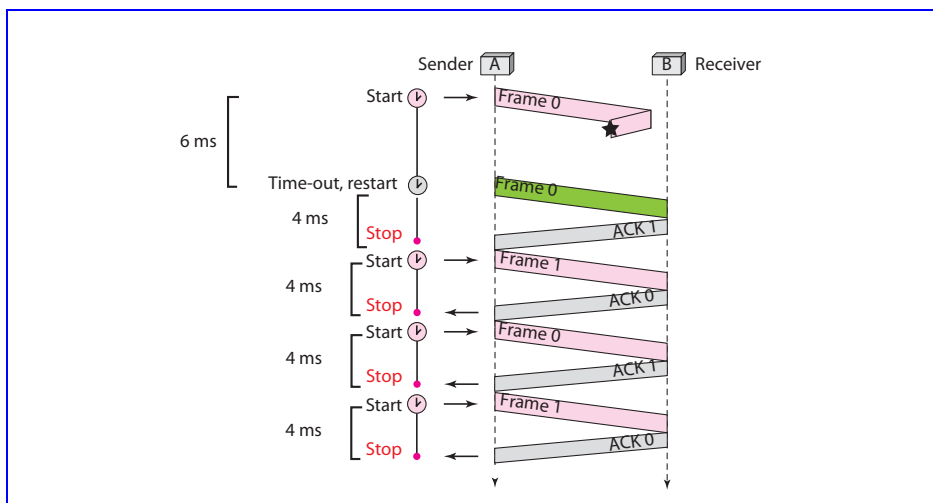 Sender A B Receiver
Start Frame 0
6 ms
Time-out, restart Frame 0
4 ms
Stop ACK 1
Start Frame 1
4 ms
Stop ACK 0
Start Frame 0
4 ms
Stop ACK 1
Start Frame 1
4 ms
Stop ACK 0